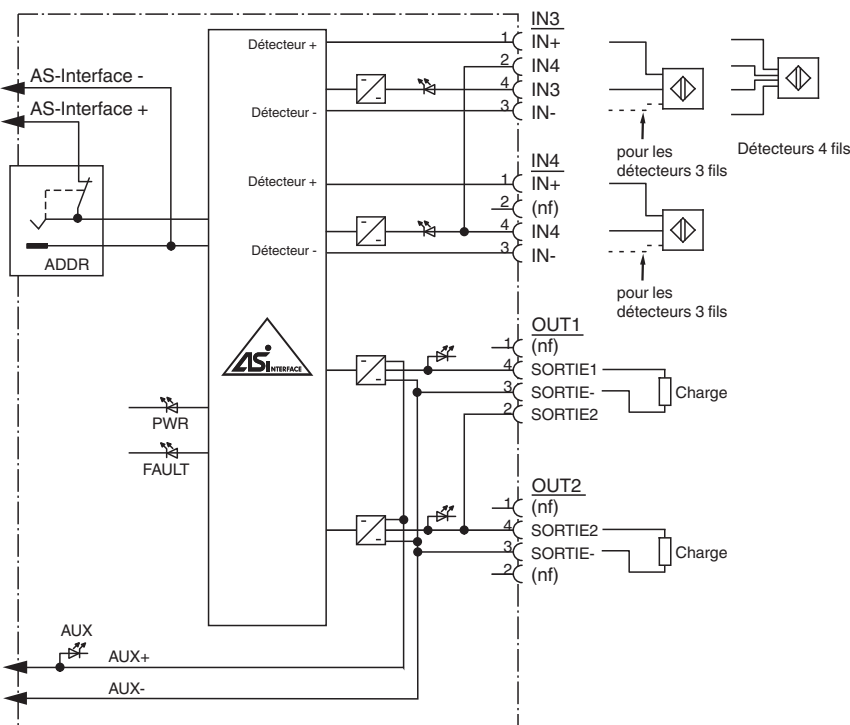 AS-Interface -
AS-Interface +
ADDR
Détecteur +
Détecteur -
Détecteur +
Détecteur -
ASi INTERFACE
PWR
FAULT
AUX
AUX+
AUX-
IN3
1 IN+
2 IN4
4 IN3
3 IN-
pour les
détecteurs 3 fils
Détecteurs 4 fils
IN4
1 IN+
2 (nf)
4 IN4
3 IN-
pour les
détecteurs 3 fils
OUT1
1 (nf)
4 SORTIE1
3 SORTIE-
2 SORTIE2
Charge
OUT2
1 (nf)
4 SORTIE2
3 SORTIE-
2 (nf)
Charge